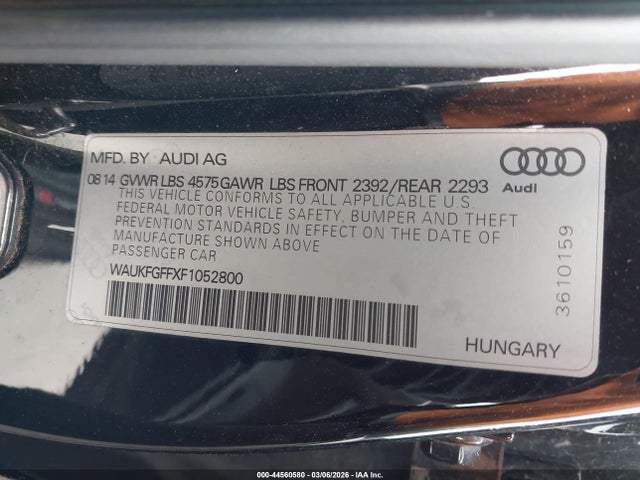 MFD. BY AUDI AG
08 14 GVWR LBS 4575 GAWR LBS FRONT 2392/REAR 2293
THIS VEHICLE CONFORMS TO ALL APPLICABLE U.S.
FEDERAL MOTOR VEHICLE SAFETY, BUMPER AND THEFT
PREVENTION STANDARDS IN EFFECT ON THE DATE OF
MANUFACTURE SHOWN ABOVE
PASSENGER CAR
WAUKFGFFXF1052800
Audi
3610159
HUNGARY
000-44560580 - 03/06/2026 - IAA Inc.